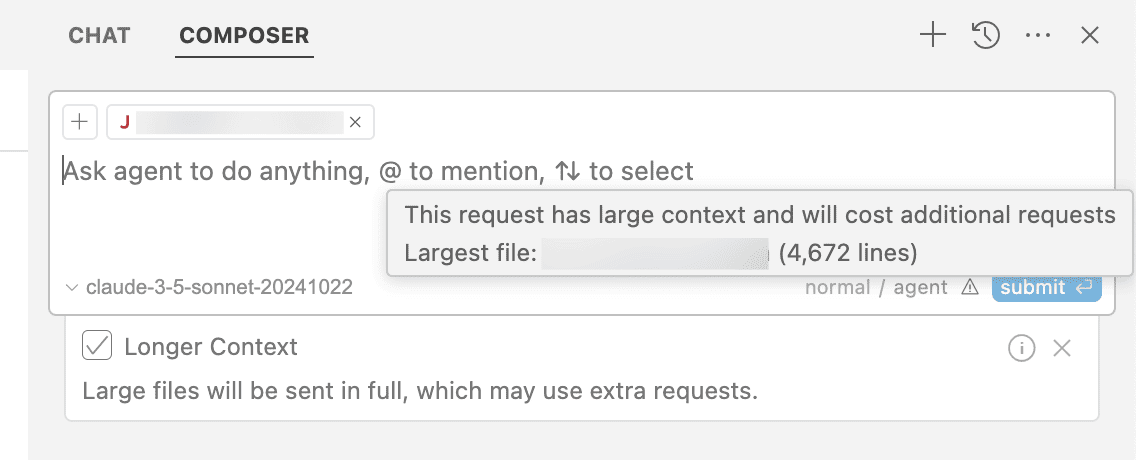 CHAT COMPOSER
J
Ask agent to do anything, @ to mention, ↑↓ to select
This request has large context and will cost additional requests
Largest file: (4,672 lines)
claude-3-5-sonnet-20241022 normal / agent submit
Longer Context
Large files will be sent in full, which may use extra requests.